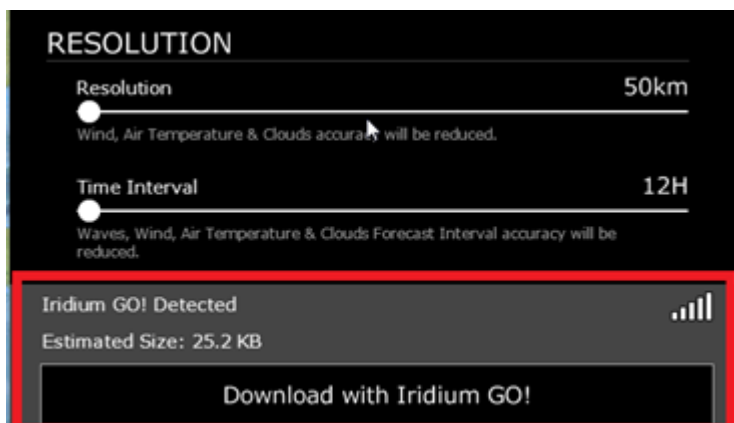 RESOLUTION
Resolution 50km
Wind, Air Temperature & Clouds accuracy will be reduced.
Time Interval 12H
Waves, Wind, Air Temperature & Clouds Forecast Interval accuracy will be
reduced.
Iridium GO! Detected
Estimated Size: 25.2 KB
Download with Iridium GO!